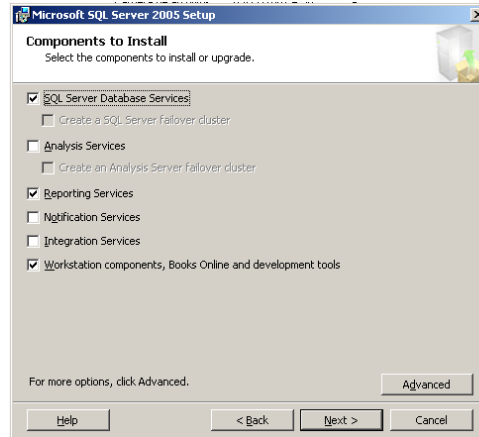 Microsoft SQL Server 2005 Setup
Components to Install
Select the components to install or upgrade.
SQL Server Database Services
Create a SQL Server failover cluster
Analysis Services
Create an Analysis Server failover cluster
Reporting Services
Notification Services
Integration Services
Workstation components, Books Online and development tools
For more options, click Advanced.
Advanced
Help
< Back
Next >
Cancel